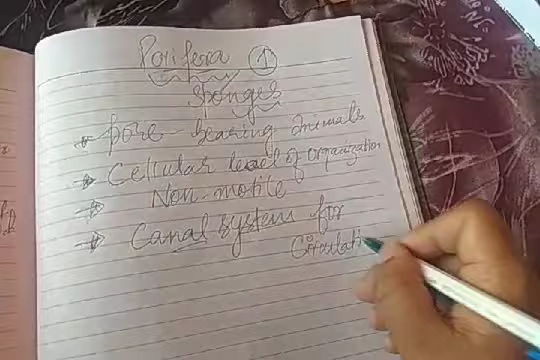 Porifera 1
Sponges
Pore-bearing animals
Cellular level of organization
Non-motile
Canal system for
Circulati